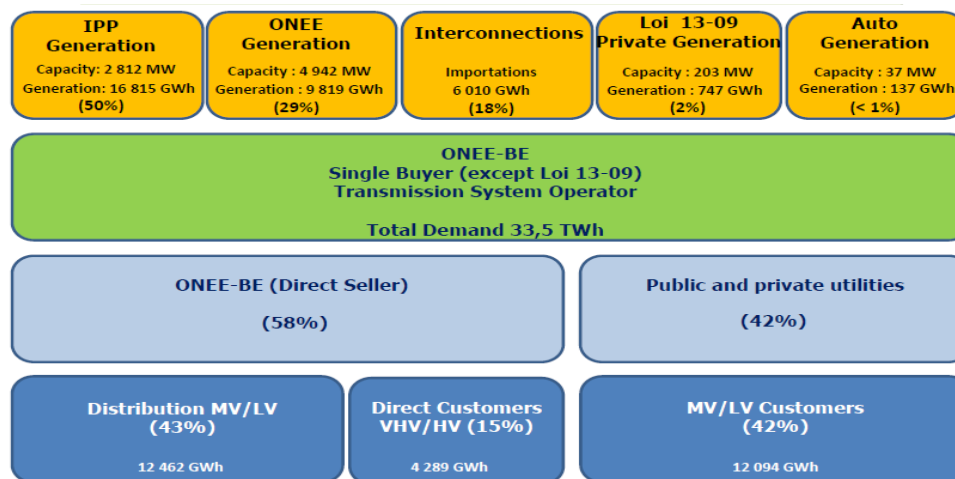 IPP
Generation
Capacity: 2 812 MW
Generation: 16 815 GWh
(50%)
ONEE
Generation
Capacity : 4 942 MW
Generation : 9 819 GWh
(29%)
Interconnections
Importations
6 010 GWh
(18%)
Loi 13-09
Private Generation
Capacity : 203 MW
Generation : 747 GWh
(2%)
Auto
Generation
Capacity : 37 MW
Generation : 137 GWh
(< 1%)
ONEE-BE
Single Buyer (except Loi 13-09)
Transmission System Operator
Total Demand 33,5 TWh
ONEE-BE (Direct Seller)
(58%)
Public and private utilities
(42%)
Distribution MV/LV
(43%)
12 462 GWh
Direct Customers
VHV/HV (15%)
4 289 GWh
MV/LV Customers
(42%)
12 094 GWh